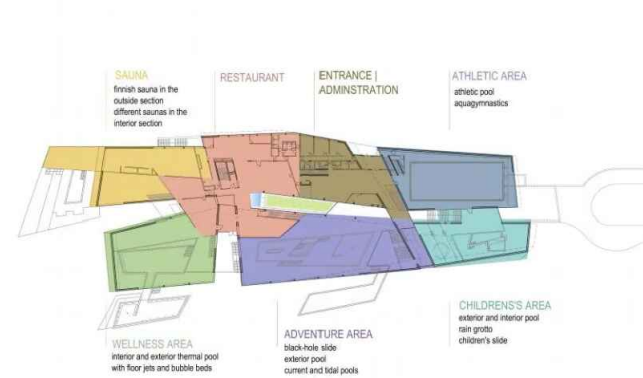 SAUNA
finnish sauna in the
outside section
different saunas in the
interior section
RESTAURANT
ENTRANCE |
ADMINSTRATION
ATHLETIC AREA
athletic pool
aquagymnastics
WELLNESS AREA
interior and exterior thermal pool
with floor jets and bubble beds
ADVENTURE AREA
black-hole slide
exterior pool
current and tidal pools
CHILDRENS'S AREA
exterior and interior pool
rain grotto
children's slide